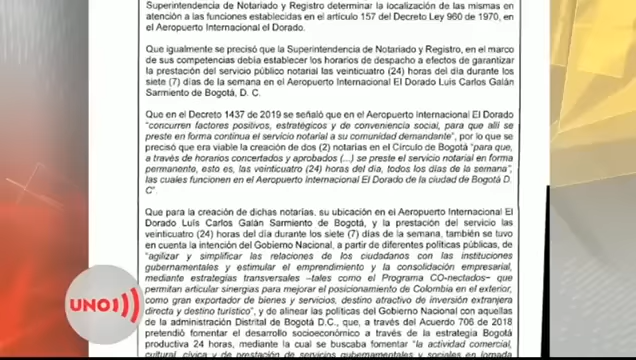 Superintendencia de Notariado y Registro determinar la localización de las mismas en
atención a las funciones establecidas en el artículo 157 del Decreto Ley 960 de 1970, en
el Aeropuerto Internacional el Dorado.
Que igualmente se precisó que la Superintendencia de Notariado y Registro, en el marco
de sus competencias debía establecer los horarios de despacho a efectos de garantizar
la prestación del servicio público notarial las veinticuatro (24) horas del día durante los
siete (7) días de la semana en el Aeropuerto Internacional El Dorado Luis Carlos Galán
Sarmiento de Bogotá, D. C.
Que en el Decreto 1437 de 2019 se señaló que en el Aeropuerto Internacional El Dorado
"concurren factores positivos, estratégicos y de conveniencia social, para que allí se
preste en forma continua el servicio notarial a su comunidad demandante", por lo que se
precisó que era viable la creación de dos (2) notarías en el Círculo de Bogotá "para que,
a través de horarios concertados y aprobados (...) se preste el servicio notarial en forma
permanente, esto es, las veinticuatro (24) horas del día, todos los días de la semana",
las cuales funcionen en el Aeropuerto Internacional El Dorado de la ciudad de Bogotá D.
C".
Que para la creación de dichas notarías, su ubicación en el Aeropuerto Internacional El
Dorado Luis Carlos Galán Sarmiento de Bogotá, y la prestación del servicio las
veinticuatro (24) horas del día durante los siete (7) días de la semana, también se tuvo
en cuenta la intención del Gobierno Nacional, a partir de diferentes políticas públicas, de
"agilizar y simplificar las relaciones de los ciudadanos con las instituciones
gubernamentales y estimular el emprendimiento y la consolidación empresarial,
mediante estrategias transversales –tales como el Programa CO-nectados– que
permitan articular sinergias para mejorar el posicionamiento de Colombia en el exterior,
como gran exportador de bienes y servicios, destino atractivo de inversión extranjera
directa y destino turístico", y de alinear las políticas del Gobierno Nacional con aquellas
de la administración Distrital de Bogotá D.C., que, a través del Acuerdo 706 de 2018
pretendió fomentar el desarrollo socioeconómico a través de la estrategia Bogotá
productiva 24 horas, mediante la cual se buscaba fomentar "la actividad comercial,
cultural, cívica y de prestación de servicios gubernamentales y sociales en jornada
UNO